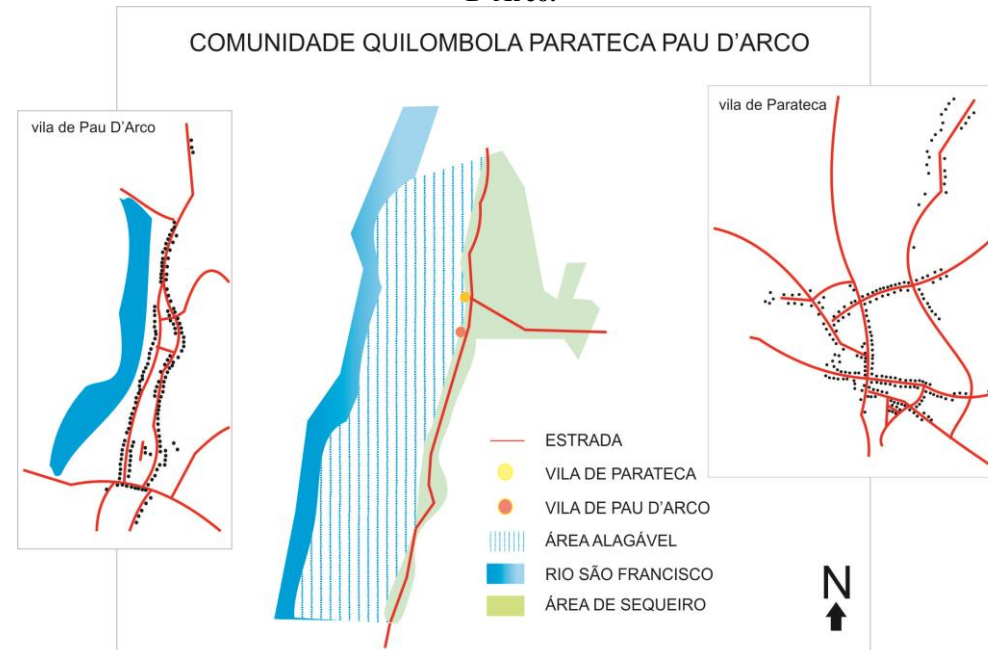 D'Arco.
COMUNIDADE QUILOMBOLA PARATECA PAU D'ARCO
vila de Pau D'Arco
vila de Parateca
ESTRADA
VILA DE PARATECA
VILA DE PAU D'ARCO
ÁREA ALAGÁVEL
RIO SÃO FRANCISCO
ÁREA DE SEQUEIRO
N